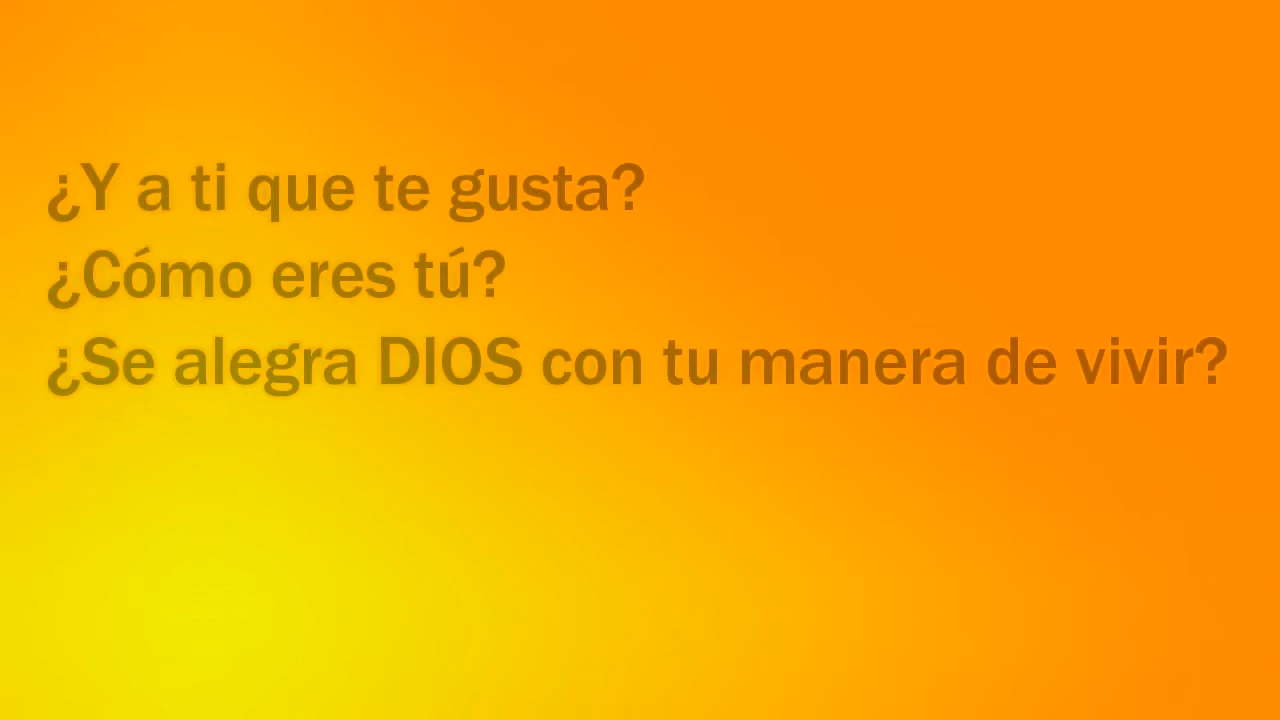 ¿Y a ti que te gusta?
¿Cómo eres tú?
¿Se alegra DIOS con tu manera de vivir?